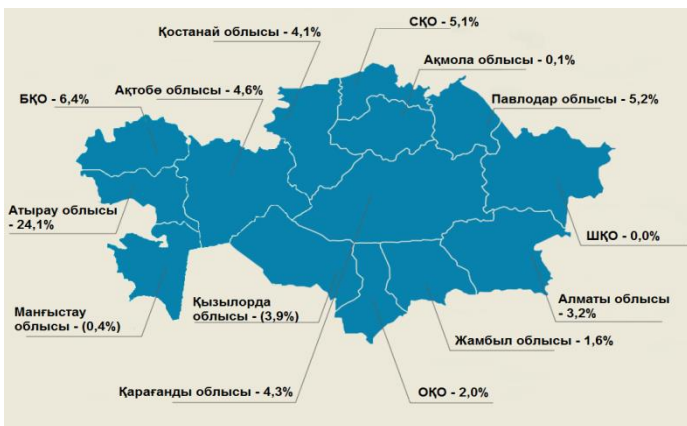 СҚО - 5,1%
Қостанай облысы - 4,1%
Ақмола облысы - 0,1%
Ақтобе облысы - 4,6%
БҚО - 6,4%
Павлодар облысы - 5,2%
Атырау облысы
- 24,1%
ШҚО - 0,0%
Манғыстау
облысы - (0,4%)
Қызылорда
облысы - (3,9%)
Алматы облысы
- 3,2%
Жамбыл облысы - 1,6%
Қарағанды облысы - 4,3%
ОҚО - 2,0%